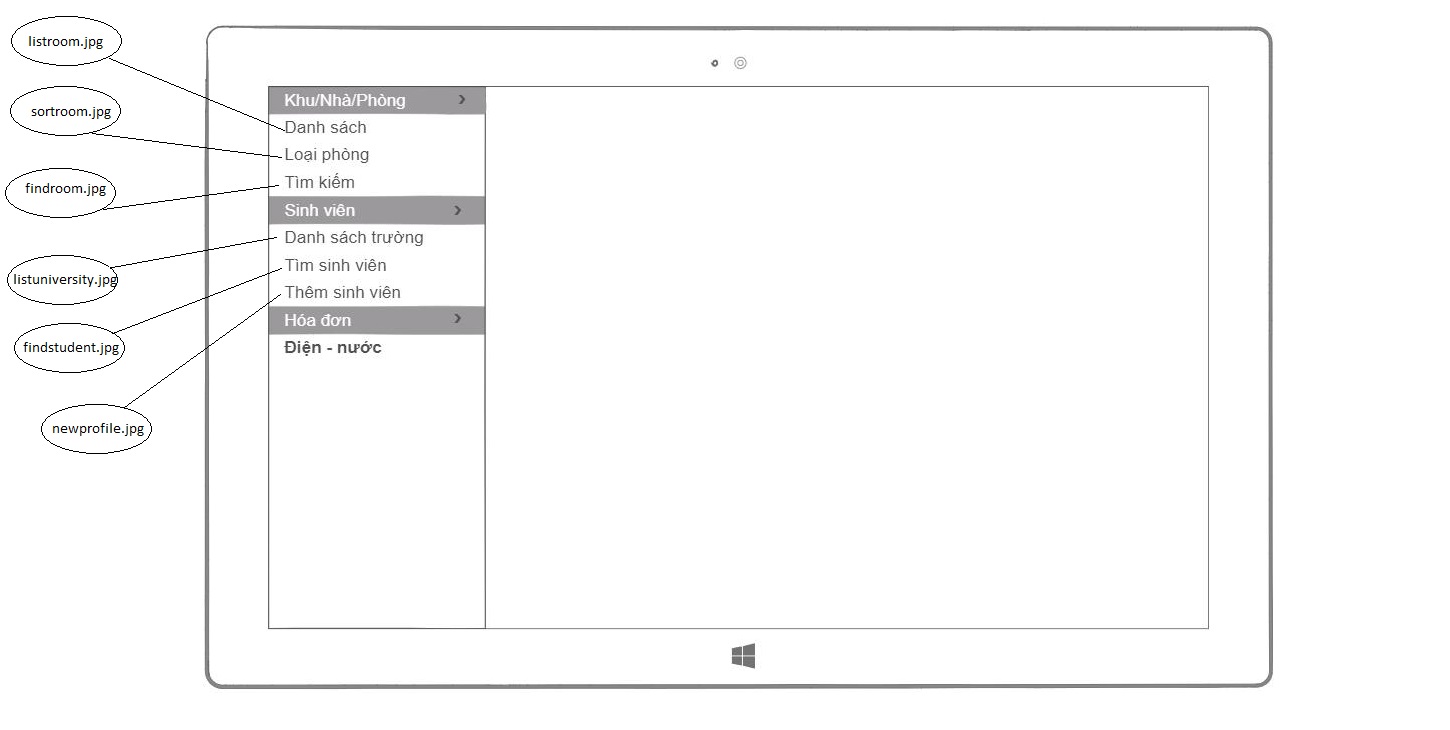 listroom.jpg
sortroom.jpg
findroom.jpg
listuniversity.jpg
findstudent.jpg
newprofile.jpg
Khu/Nhà/Phòng
Danh sách
Loại phòng
Tìm kiếm
Sinh viên
Danh sách trường
Tìm sinh viên
Thêm sinh viên
Hóa đơn
Điện - nước